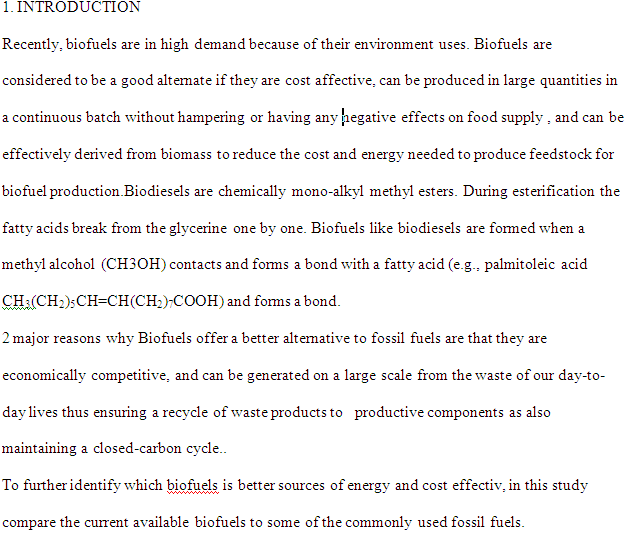 1. INTRODUCTION
Recently, biofuels are in high demand because of their environment uses. Biofuels are
considered to be a good alternate if they are cost affective, can be produced in large quantities in
a continuous batch without hampering or having any negative effects on food supply , and can be
effectively derived from biomass to reduce the cost and energy needed to produce feedstock for
biofuel production.Biodiesels are chemically mono-alkyl methyl esters. During esterification the
fatty acids break from the glycerine one by one. Biofuels like biodiesels are formed when a
methyl alcohol (CH3OH) contacts and forms a bond with a fatty acid (e.g., palmitoleic acid
CH₃(CH₂)₅CH=CH(CH₂)₇COOH) and forms a bond.
2 major reasons why Biofuels offer a better alternative to fossil fuels are that they are
economically competitive, and can be generated on a large scale from the waste of our day-to-
day lives thus ensuring a recycle of waste products to productive components as also
maintaining a closed-carbon cycle..
To further identify which biofuels is better sources of energy and cost effectiv, in this study
compare the current available biofuels to some of the commonly used fossil fuels.